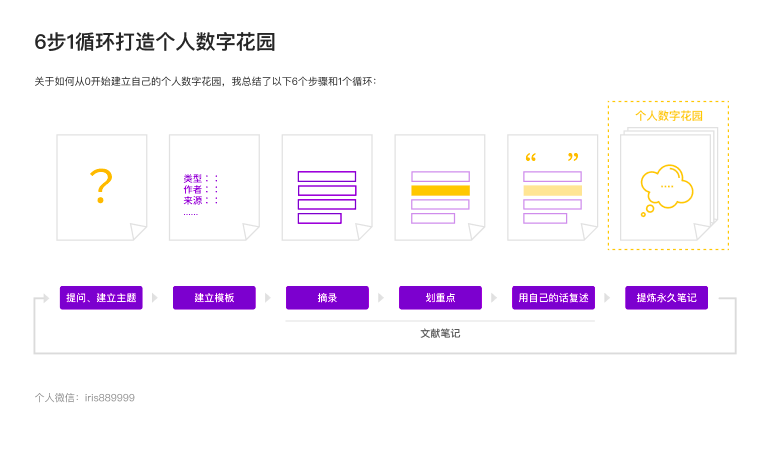 6步1循环打造个人数字花园
关于如何从0开始建立自己的个人数字花园，我总结了以下6个步骤和1个循环：
个人数字花园
?
类型：：
作者：：
来源：：
......
“ ”
....
提问、建立主题
建立模板
摘录
划重点
用自己的话复述
提炼永久笔记
文献笔记
个人微信：iris889999